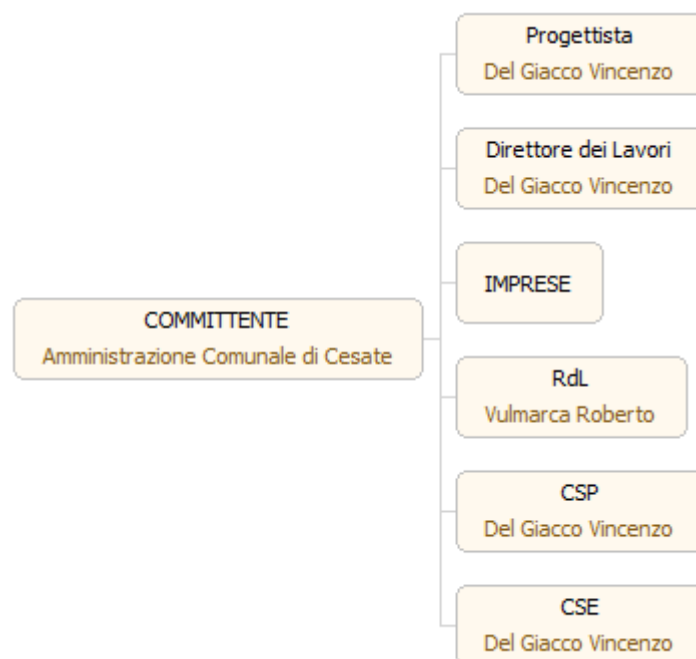 COMMITTENTE
Amministrazione Comunale di Cesate
Progettista
Del Giacco Vincenzo
Direttore dei Lavori
Del Giacco Vincenzo
IMPRESE
RdL
Vulmarca Roberto
CSP
Del Giacco Vincenzo
CSE
Del Giacco Vincenzo